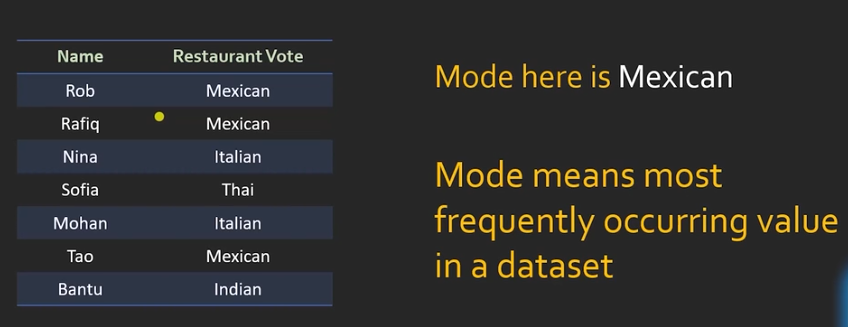 Name Restaurant Vote
Rob Mexican
Rafiq Mexican
Nina Italian
Sofia Thai
Mohan Italian
Tao Mexican
Bantu Indian
Mode here is Mexican
Mode means most
frequently occurring value
in a dataset